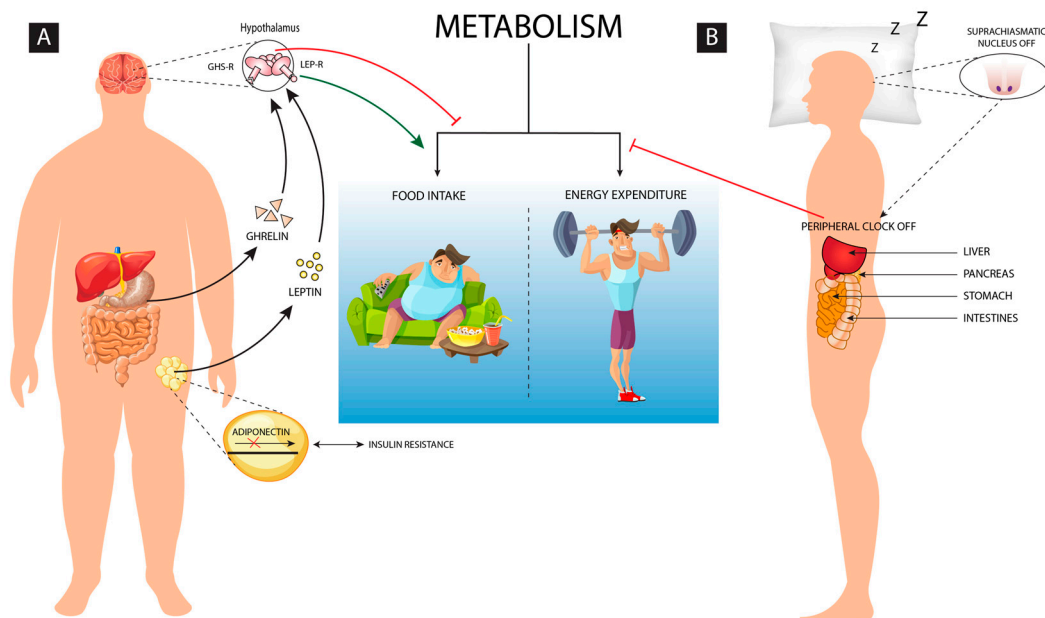 A
METABOLISM
B
Z
Z
Z
Hypothalamus
GHS-R
LEP-R
SUPRACHIASMATIC
NUCLEUS OFF
FOOD INTAKE
ENERGY EXPENDITURE
GHRELIN
LEPTIN
PERIPHERAL CLOCK OFF
LIVER
PANCREAS
STOMACH
INTESTINES
ADIPONECTIN
INSULIN RESISTANCE